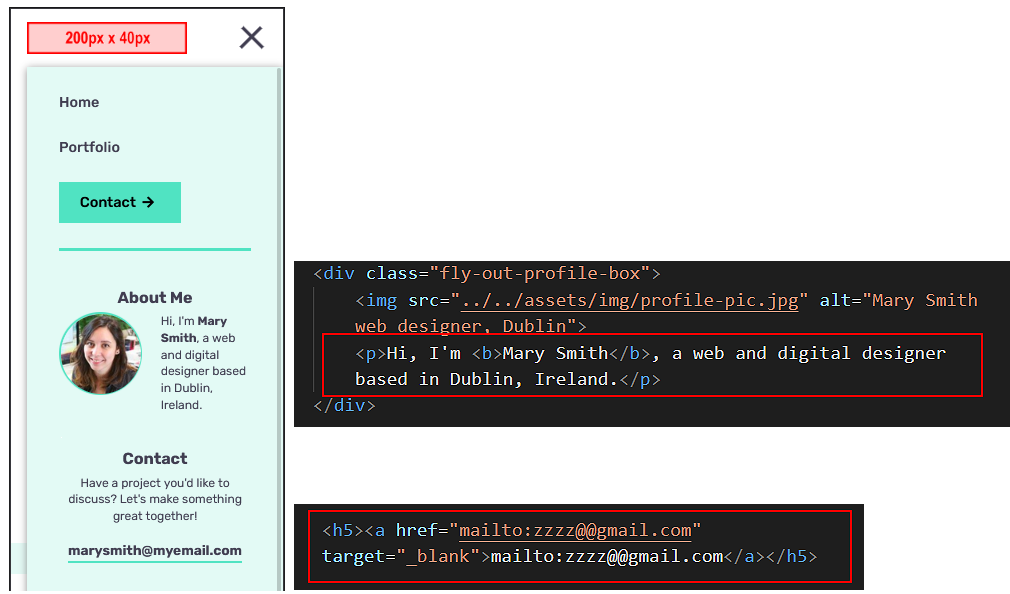 200px x 40px
Home
Portfolio
Contact →
About Me
Hi, I'm Mary
Smith, a web
and digital
designer based
in Dublin,
Ireland.
Contact
Have a project you'd like to
discuss? Let's make something
great together!
marysmith@myemail.com
<div class="fly-out-profile-box">
<img src="../../assets/img/profile-pic.jpg" alt="Mary Smith
web designer, Dublin">
<p>Hi, I'm <b>Mary Smith</b>, a web and digital designer
based in Dublin, Ireland.</p>
</div>
<h5><a href="mailto:zzzz@@gmail.com"
target="_blank">mailto:zzzz@@gmail.com</a></h5>